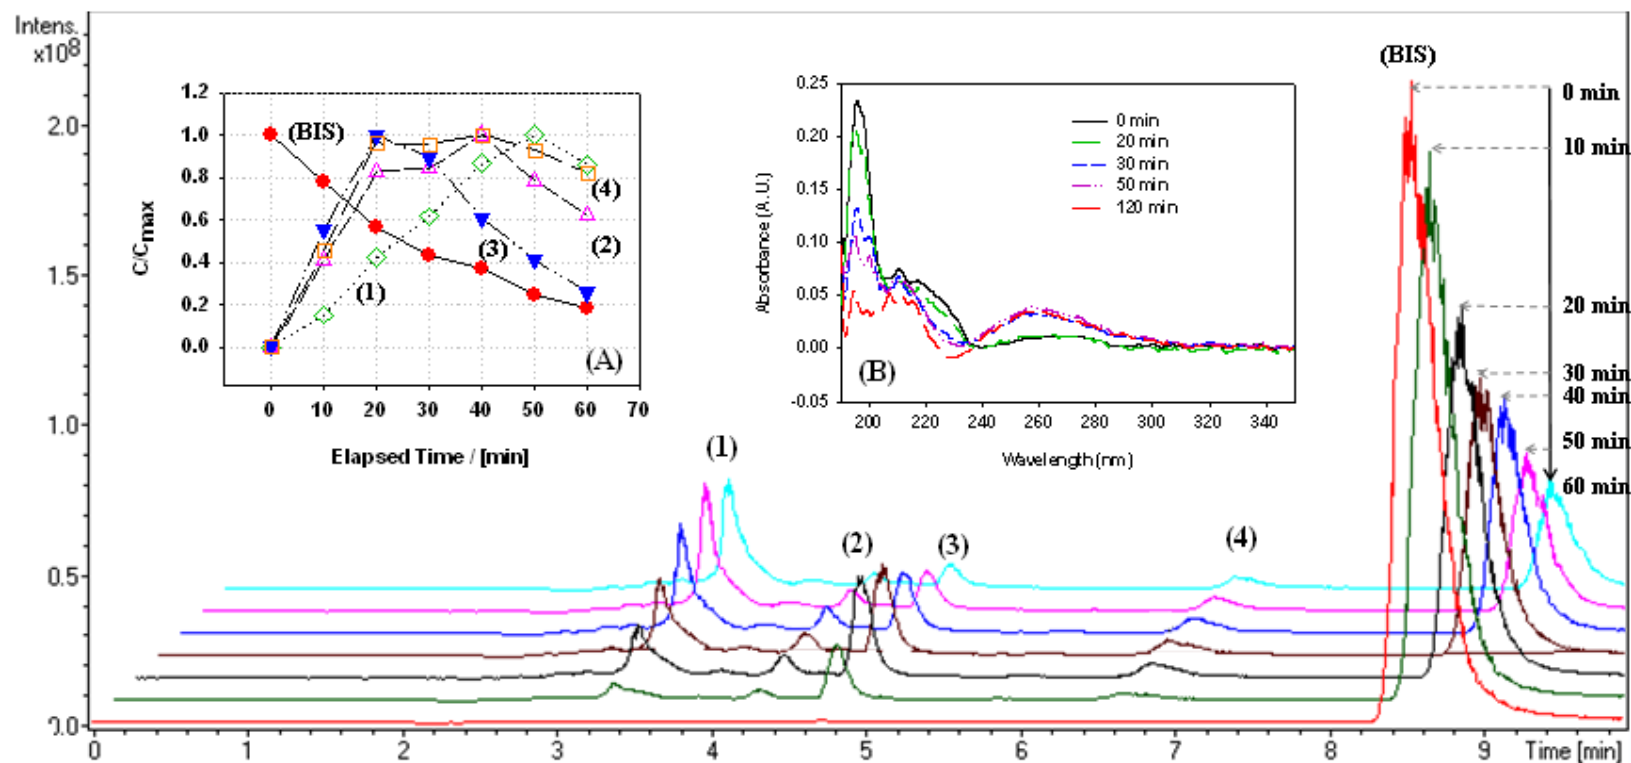 Intens.
x10⁸
2.0
1.5
1.0
0.5
0.0
0 1 2 3 4 5 6 7 8 9 Time [min]
1.2
1.0
0.8
0.6
0.4
0.2
0.0
C/Cmax
0 10 20 30 40 50 60 70
Elapsed Time / [min]
(BIS)
(1)
(3)
(4)
(2)
(A)
0.25
0.20
0.15
0.10
0.05
0.00
-0.05
Absorbance (A.U.)
200 220 240 260 280 300 320 340
Wavelength (nm)
0 min
20 min
30 min
50 min
120 min
(B)
(BIS)
0 min
10 min
20 min
30 min
40 min
50 min
60 min
(1)
(2)
(3)
(4)